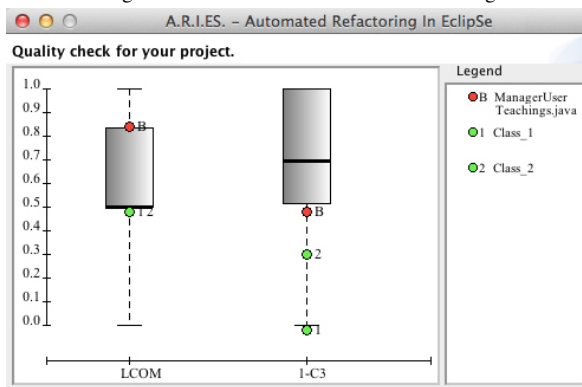 A.R.I.ES. - Automated Refactoring In EclipSe
Quality check for your project.
Legend
B ManagerUser
Teachings.java
1 Class_1
2 Class_2
1.0
0.9
0.8
0.7
0.6
0.5
0.4
0.3
0.2
0.1
0.0
B
1 2
B
2
1
LCOM
1-C3